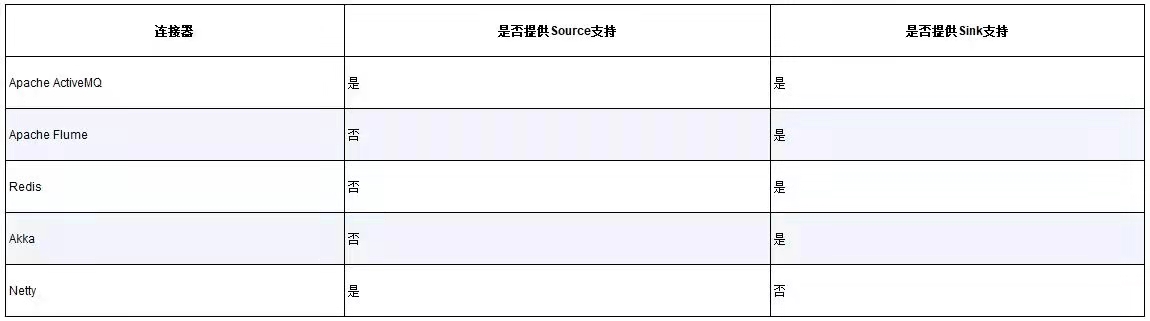 连接器 是否提供Source支持 是否提供Sink支持
Apache ActiveMQ 是 是
Apache Flume 否 是
Redis 否 是
Akka 否 是
Netty 是 否